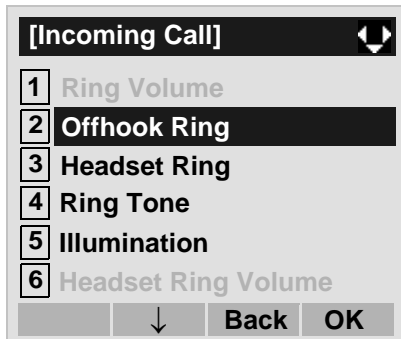 [Incoming Call]
1 Ring Volume
2 Offhook Ring
3 Headset Ring
4 Ring Tone
5 Illumination
6 Headset Ring Volume
↓ Back OK